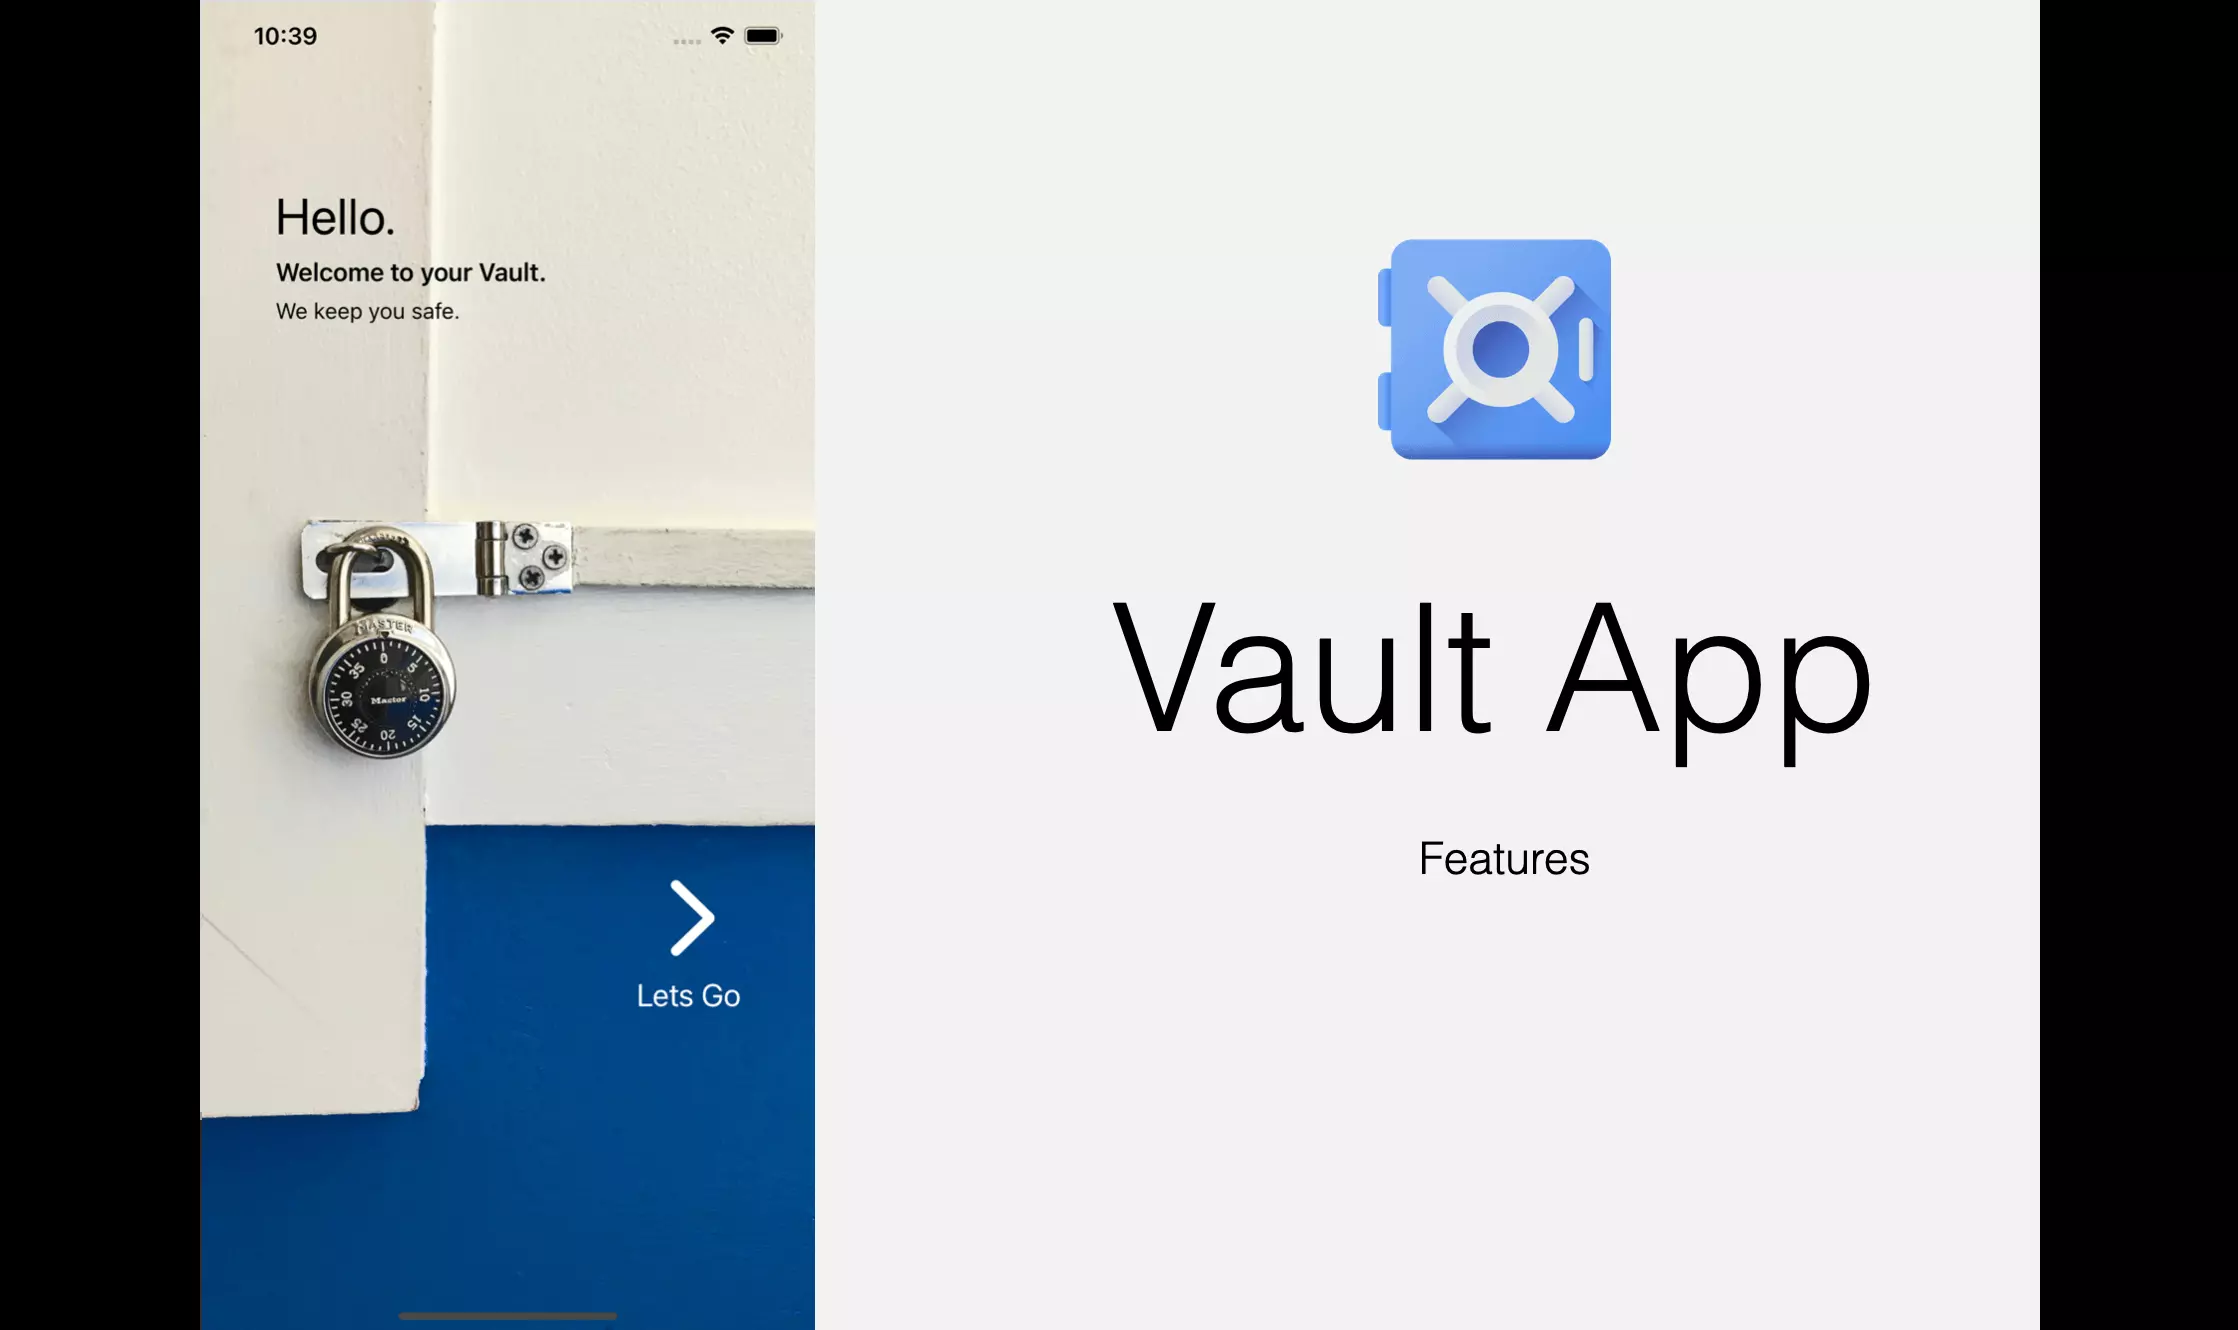 10:39
Hello.
Welcome to your Vault.
We keep you safe.
MASTER
0
5
10
15
20
25
30
35
Master
Lets Go
Vault App
Features